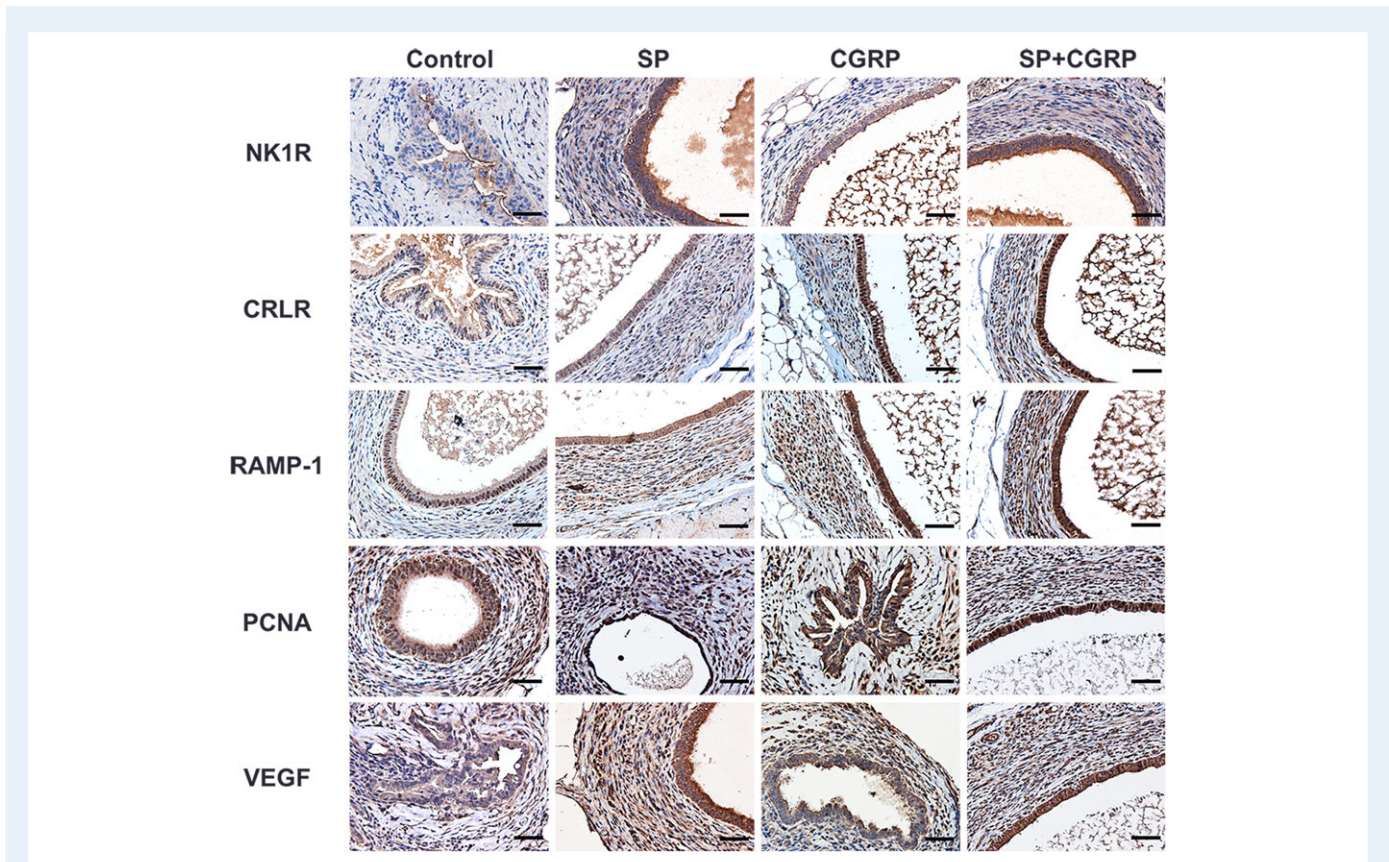 Control SP CGRP SP+CGRP
NK1R
CRLR
RAMP-1
PCNA
VEGF